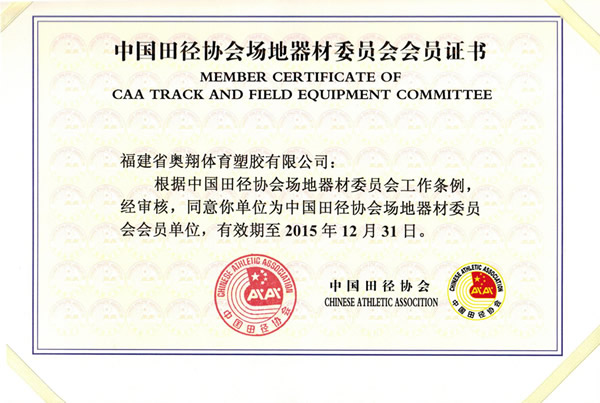 中国田径协会场地器材委员会会员证书
MEMBER CERTIFICATE OF
CAA TRACK AND FIELD EQUIPMENT COMMITTEE
福建省奥翔体育塑胶有限公司：
根据中国田径协会场地器材委员会工作条例，
经审核，同意你单位为中国田径协会场地器材委员
会会员单位，有效期至 2015 年 12 月 31 日。
CHINESE ATHLETIC ASSOCIATION
中国田径协会
中国田径协会
CHINESE ATHLETIC ASSOCITION
CHINESE ATHLETIC ASSOCIATION
中国田径协会